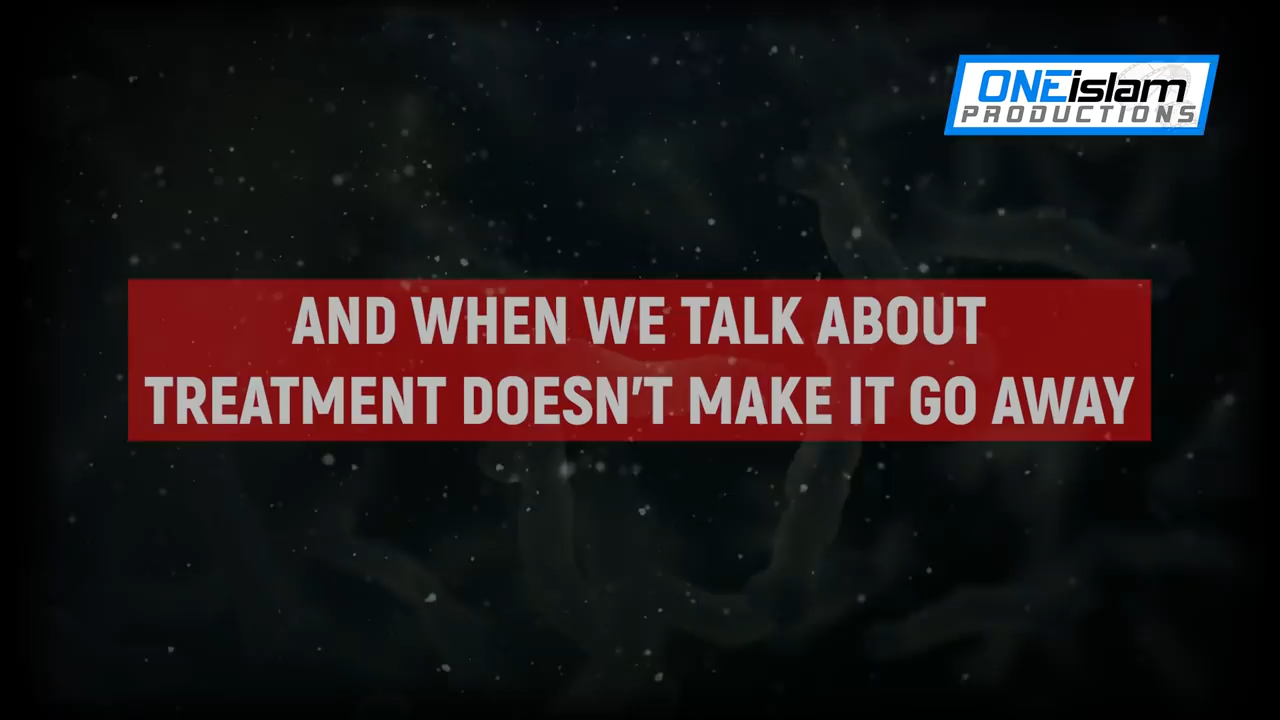 ONEislam
PRODUCTIONS
AND WHEN WE TALK ABOUT
TREATMENT DOESN'T MAKE IT GO AWAY